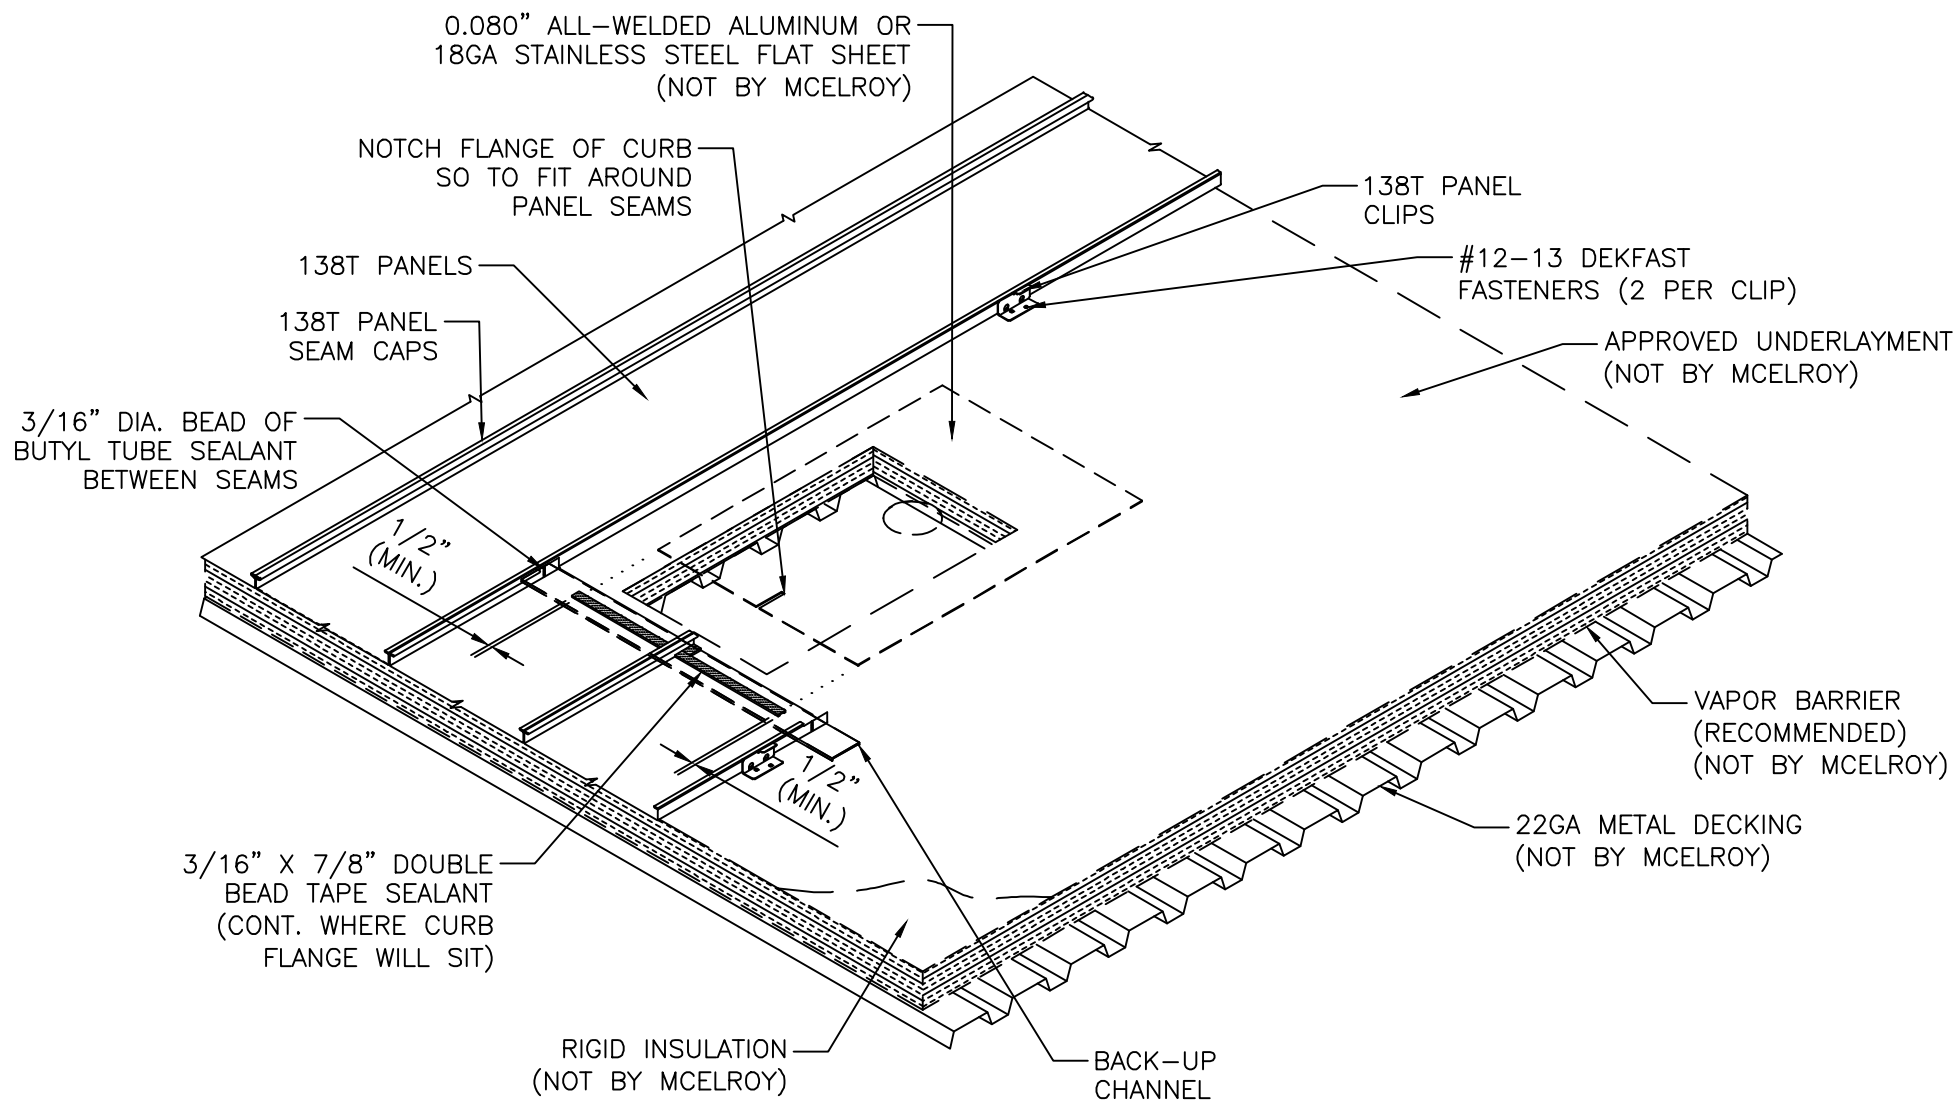 0.080” ALL–WELDED ALUMINUM OR
18GA STAINLESS STEEL FLAT SHEET
(NOT BY MCELROY)
NOTCH FLANGE OF CURB
SO TO FIT AROUND
PANEL SEAMS
138T PANEL
CLIPS
138T PANELS
#12–13 DEKFAST
FASTENERS (2 PER CLIP)
138T PANEL
SEAM CAPS
APPROVED UNDERLAYMENT
(NOT BY MCELROY)
3/16” DIA. BEAD OF
BUTYL TUBE SEALANT
BETWEEN SEAMS
1/2”
(MIN.)
VAPOR BARRIER
(RECOMMENDED)
(NOT BY MCELROY)
1/2”
(MIN.)
22GA METAL DECKING
(NOT BY MCELROY)
3/16” X 7/8” DOUBLE
BEAD TAPE SEALANT
(CONT. WHERE CURB
FLANGE WILL SIT)
RIGID INSULATION
(NOT BY MCELROY)
BACK–UP
CHANNEL